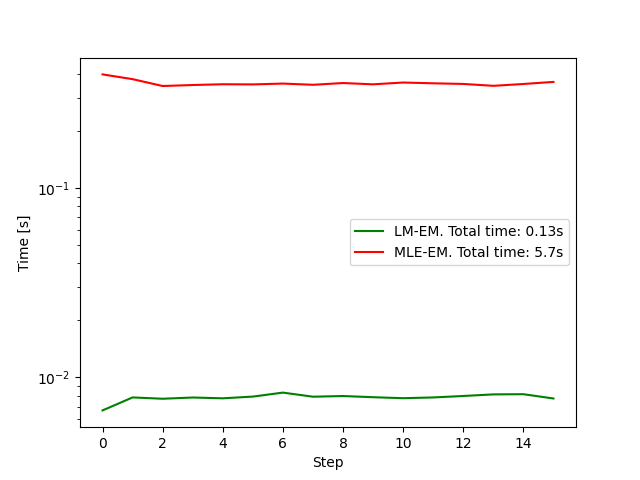 Time [s]
10⁻¹
10⁻²
LM-EM. Total time: 0.13s
MLE-EM. Total time: 5.7s
0 2 4 6 8 10 12 14
Step